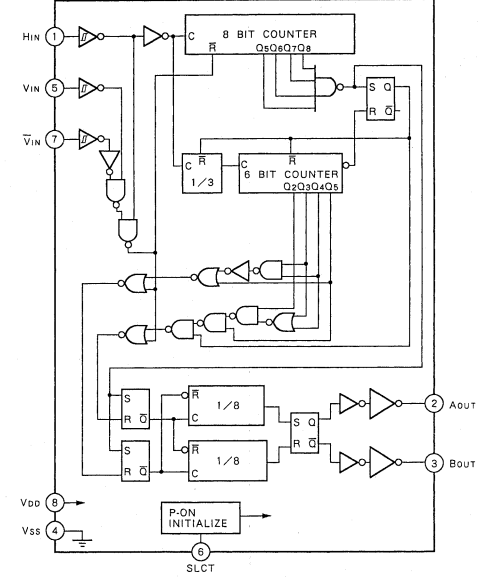 HIN 1
8 BIT COUNTER
C R̅ Q5Q6Q7Q8
VIN 5
S Q
R Q̅
V̅IN 7
C R̅ 1/3
C R̅
6 BIT COUNTER
Q2Q3Q4Q5
S
R Q̅
R̅
C 1/8
S Q
R Q̅
2 AOUT
S
R Q̅
R̅
C 1/8
3 BOUT
VDD 8
P-ON
INITIALIZE
VSS 4
6
SLCT